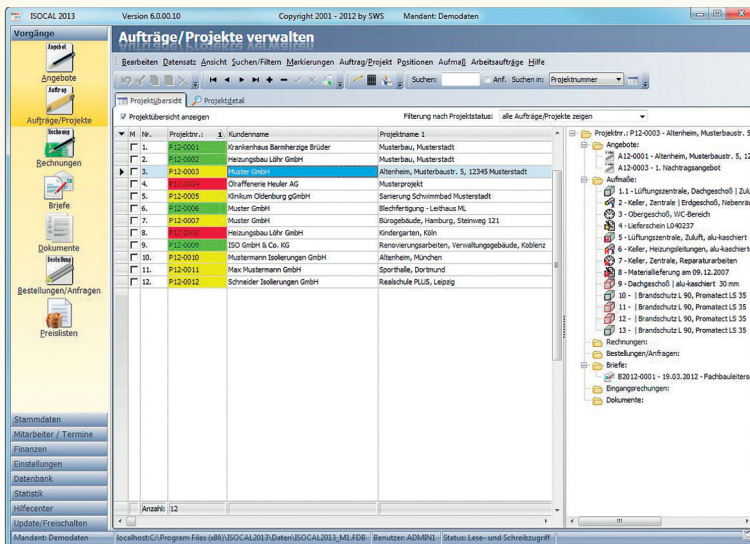 ISOCAL 2013 Version 6.0.00.10 Copyright 2001 - 2012 by SWS Mandant: Demodaten
Vorgänge
Angebot
Angebote
Auftrag
Aufträge/Projekte
Rechnung
Rechnungen
Briefe
Dokumente
Bestellung
Bestellungen/Anfragen
Preislisten
Stammdaten
Mitarbeiter / Termine
Finanzen
Einstellungen
Datenbank
Statistik
Hilfecenter
Update/Freischalten
Aufträge/Projekte verwalten
Bearbeiten Datensatz Ansicht Suchen/Filtern Markierungen Auftrag/Projekt Positionen Aufmaß Arbeitsaufträge Hilfe
Suchen: Anf. Suchen in: Projektnummer
Projektübersicht Projektdetail
Projektübersicht anzeigen Filterung nach Projektstatus: alle Aufträge/Projekte zeigen
M Nr. Projektnr.: 1 Kundenname Projektname 1
1. P12-0001 Krankenhaus Barmherzige Brüder Musterbau, Musterstadt
2. P12-0002 Heizungsbau Löhr GmbH Musterbau, Musterstadt
3. P12-0003 Muster GmbH Altenheim, Musterbaustr. 5, 12345 Musterstadt
4. P12-0004 Ölraffenerie Heuler AG Musterprojekt
5. P12-0005 Klinikum Oldenburg gGmbH Sanierung Schwimmbad Musterstadt
6. P12-0006 Muster GmbH Blechfertigung - Leithaus ML
7. P12-0007 Muster GmbH Bürogebäude, Hamburg, Steinweg 121
8. P12-0008 Heizungsbau Löhr GmbH Kindergarten, Köln
9. P12-0009 ISO GmbH & Co. KG Renovierungsarbeiten, Verwaltungsgebäude, Koblenz
10. P12-0010 Mustermann Isolierungen GmbH Altenheim, München
11. P12-0011 Max Mustermann GmbH Sporthalle, Dortmund
12. P12-0012 Schneider Isolierungen GmbH Realschule PLUS, Leipzig
Anzahl: 12
Projektnr.: P12-0003 - Altenheim, Musterbaustr. 5
Angebote:
A12-0001 - Altenheim, Musterbaustr. 5, 12
A12-0003 - 1. Nachtragsangebot
Aufmaße:
1.1 - Lüftungszentrale, Dachgeschoß | Zul
2 - Keller, Zentrale | Erdgeschoß, Nebenräu
3 - Obergeschoß, WC-Bereich
4 - Lieferschein L040237
5 - Lüftungszentrale, Zuluft, alu-kaschiert
6 - Keller, Heizungsleitungen, alu-kaschierte
7 - Keller, Zentrale, Reparaturarbeiten
8 - Materiallieferung am 09.12.2007
9 - Dachgeschoß | alu-kaschiert 30 mm
10 - | Brandschutz L 90, Promatect LS 35
11 - | Brandschutz L 90, Promatect LS 35
12 - | Brandschutz L 90, Promatect LS 35
13 - | Brandschutz L 90, Promatect LS 35
Rechnungen:
Bestellungen/Anfragen:
Briefe:
B2012-0001 - 19.03.2012 - Fachbauleiters
Eingangsrechungen:
Dokumente:
Mandant: Demodaten localhost:C:\Program Files (x86)\ISOCAL2013\Daten\ISOCAL2013_M1.FDB Benutzer: ADMIN1 Status: Lese- und Schreibzugriff